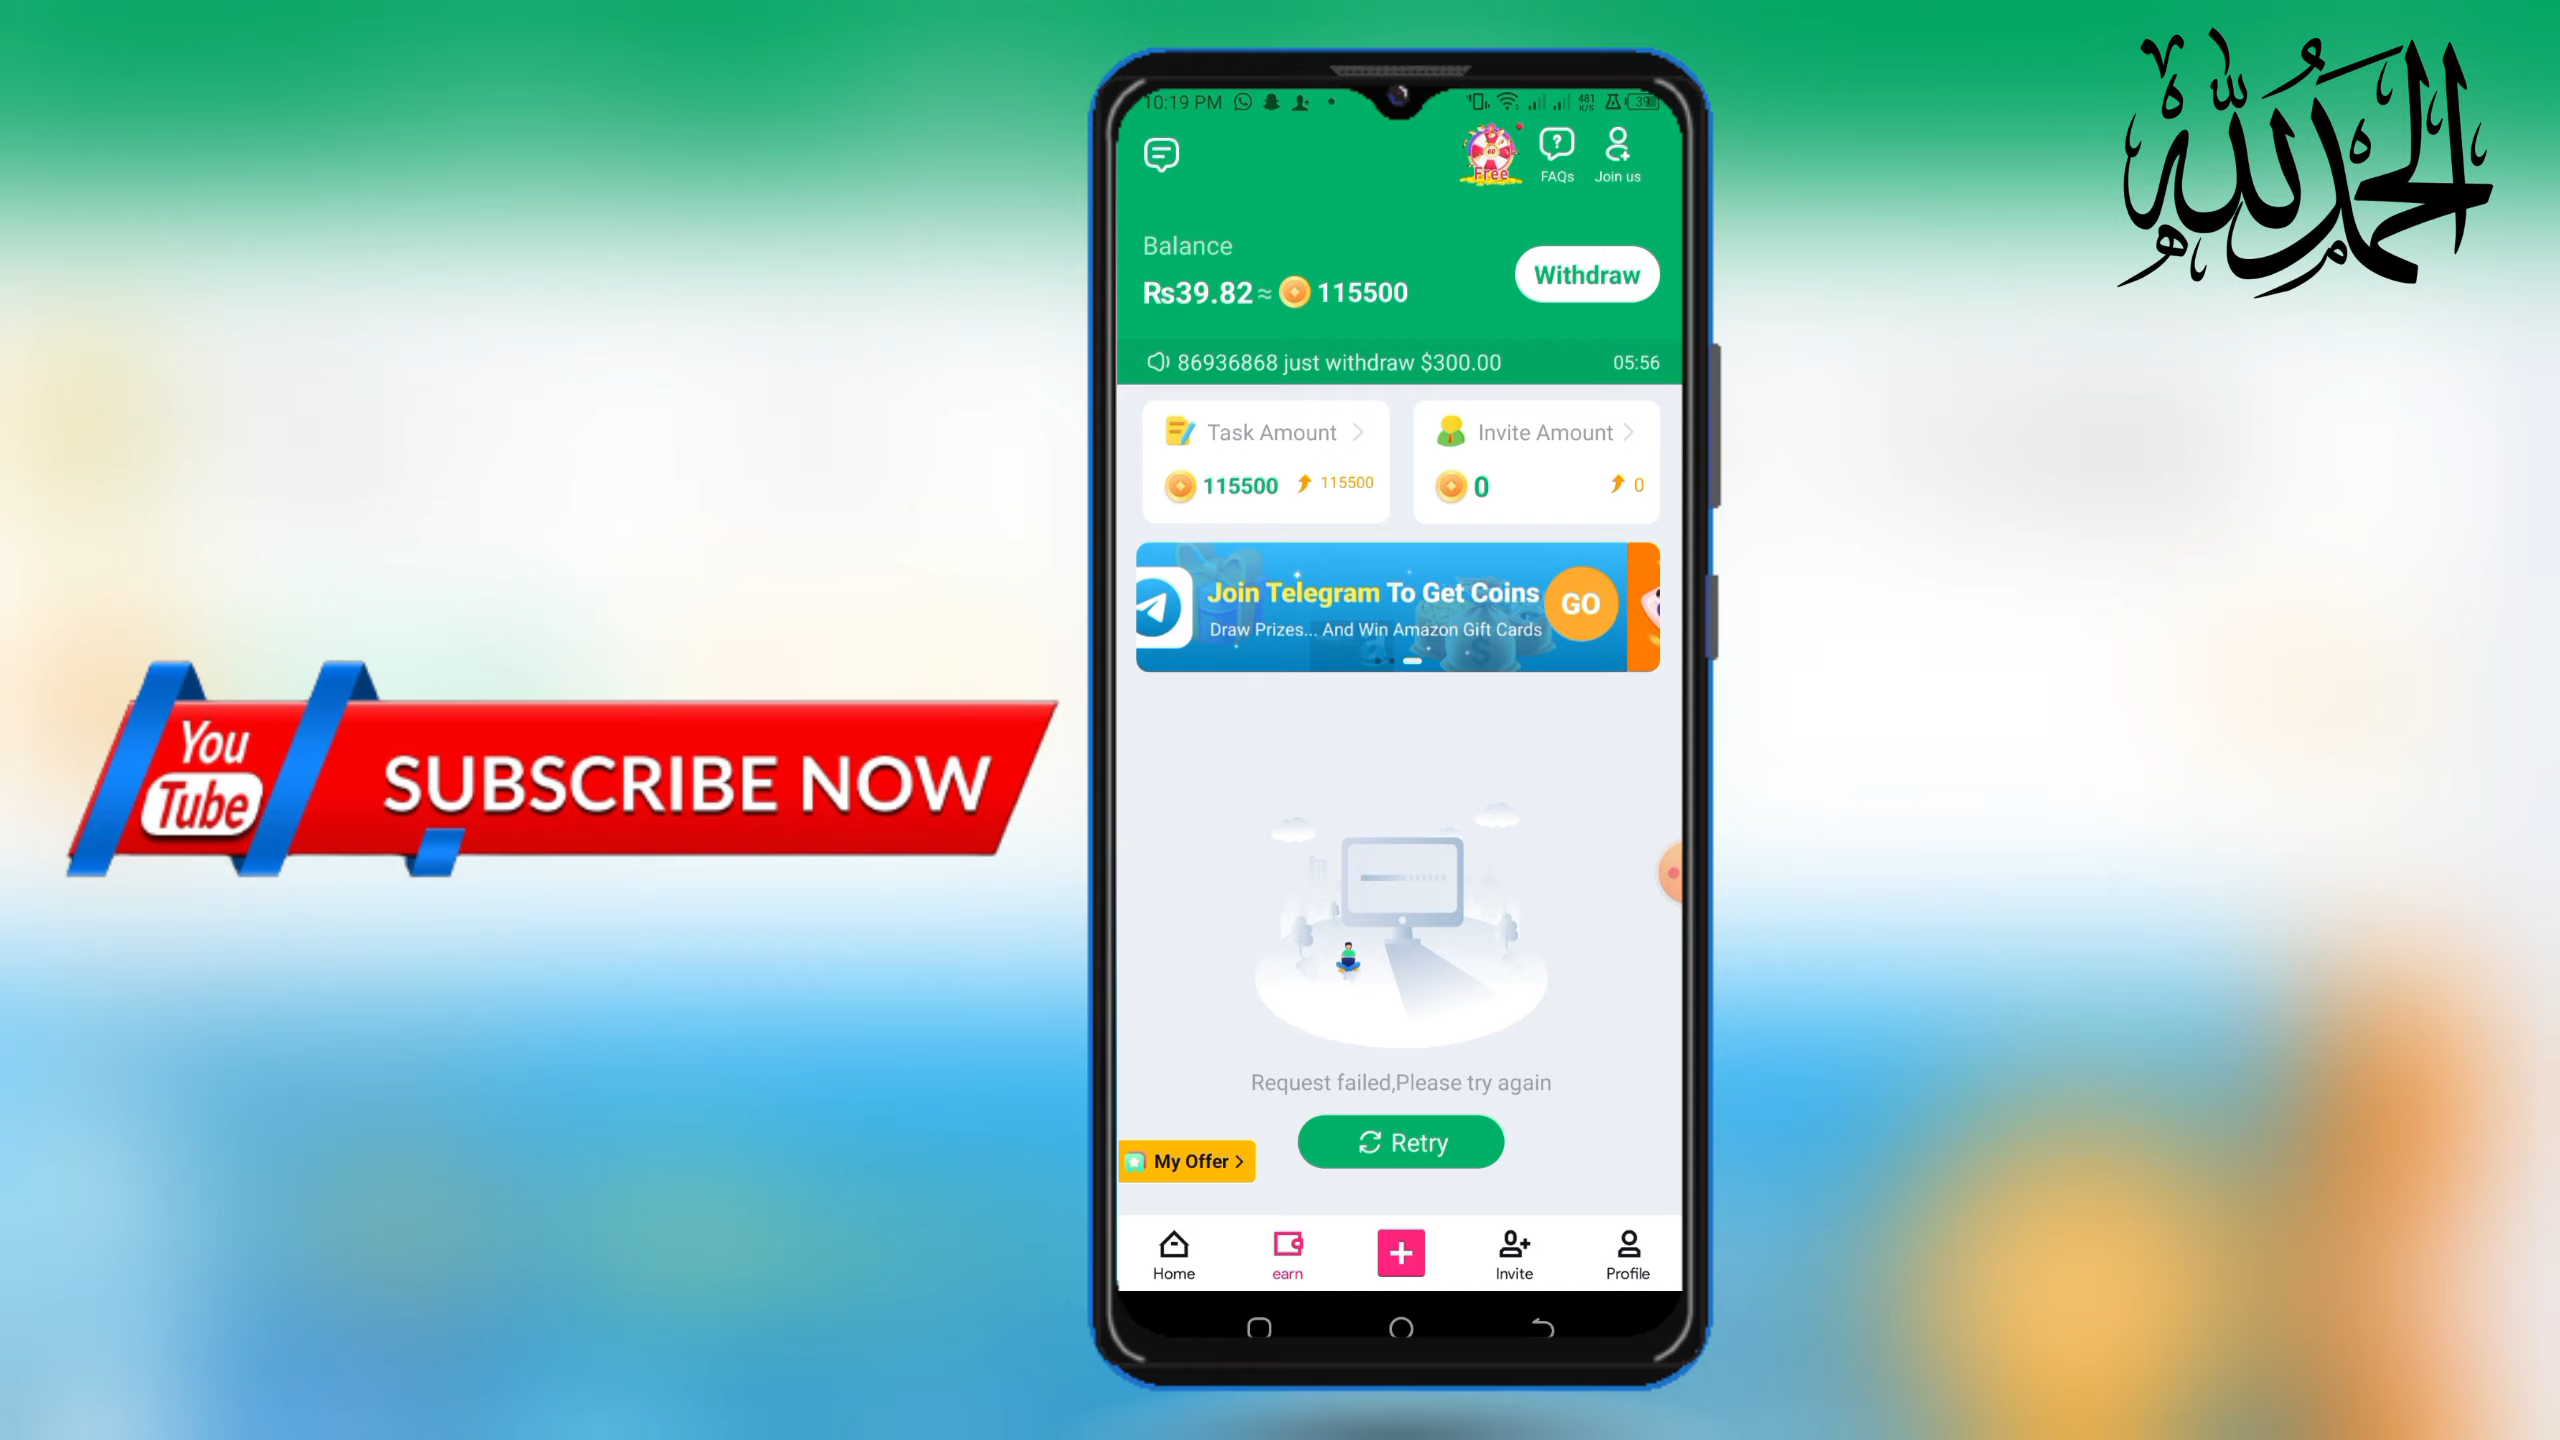 الحمد لله
10:19 PM
481 K/S
39
Free
FAQs
Join us
Balance
Rs39.82 ≈ 115500
Withdraw
86936868 just withdraw $300.00 05:56
Task Amount
Invite Amount
115500 115500
0 0
Join Telegram To Get Coins
GO
Draw Prizes... And Win Amazon Gift Cards
You
Tube
SUBSCRIBE NOW
Request failed,Please try again
Retry
My Offer
Home
earn
Invite
Profile